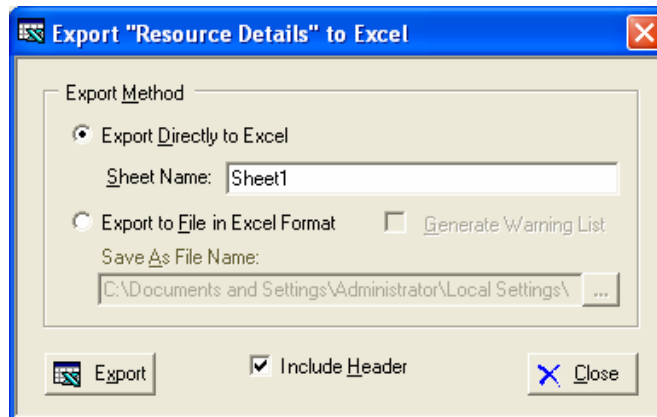 Export "Resource Details" to Excel
Export Method
Export Directly to Excel
Sheet Name: Sheet1
Export to File in Excel Format Generate Warning List
Save As File Name:
C:\Documents and Settings\Administrator\Local Settings\ ...
Export Include Header Close